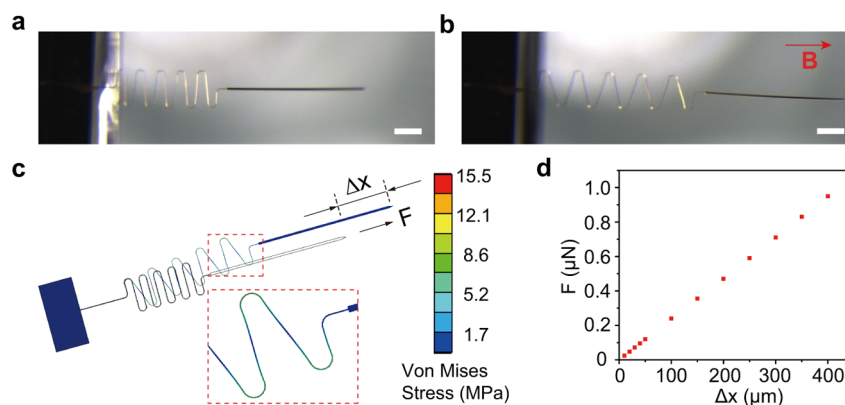 a
b
B
c
Δx
F
15.5
12.1
8.6
5.2
1.7
Von Mises
Stress (MPa)
d
F (μN)
1.0
0.8
0.6
0.4
0.2
0
0
100
200
300
400
Δx (μm)